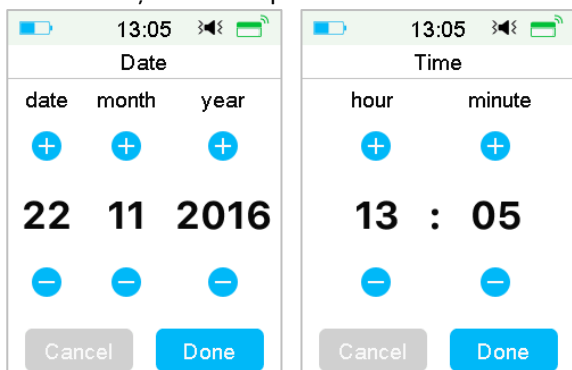 13:05
Date
date month year
22 11 2016
Cancel Done
13:05
Time
hour minute
13 : 05
Cancel Done